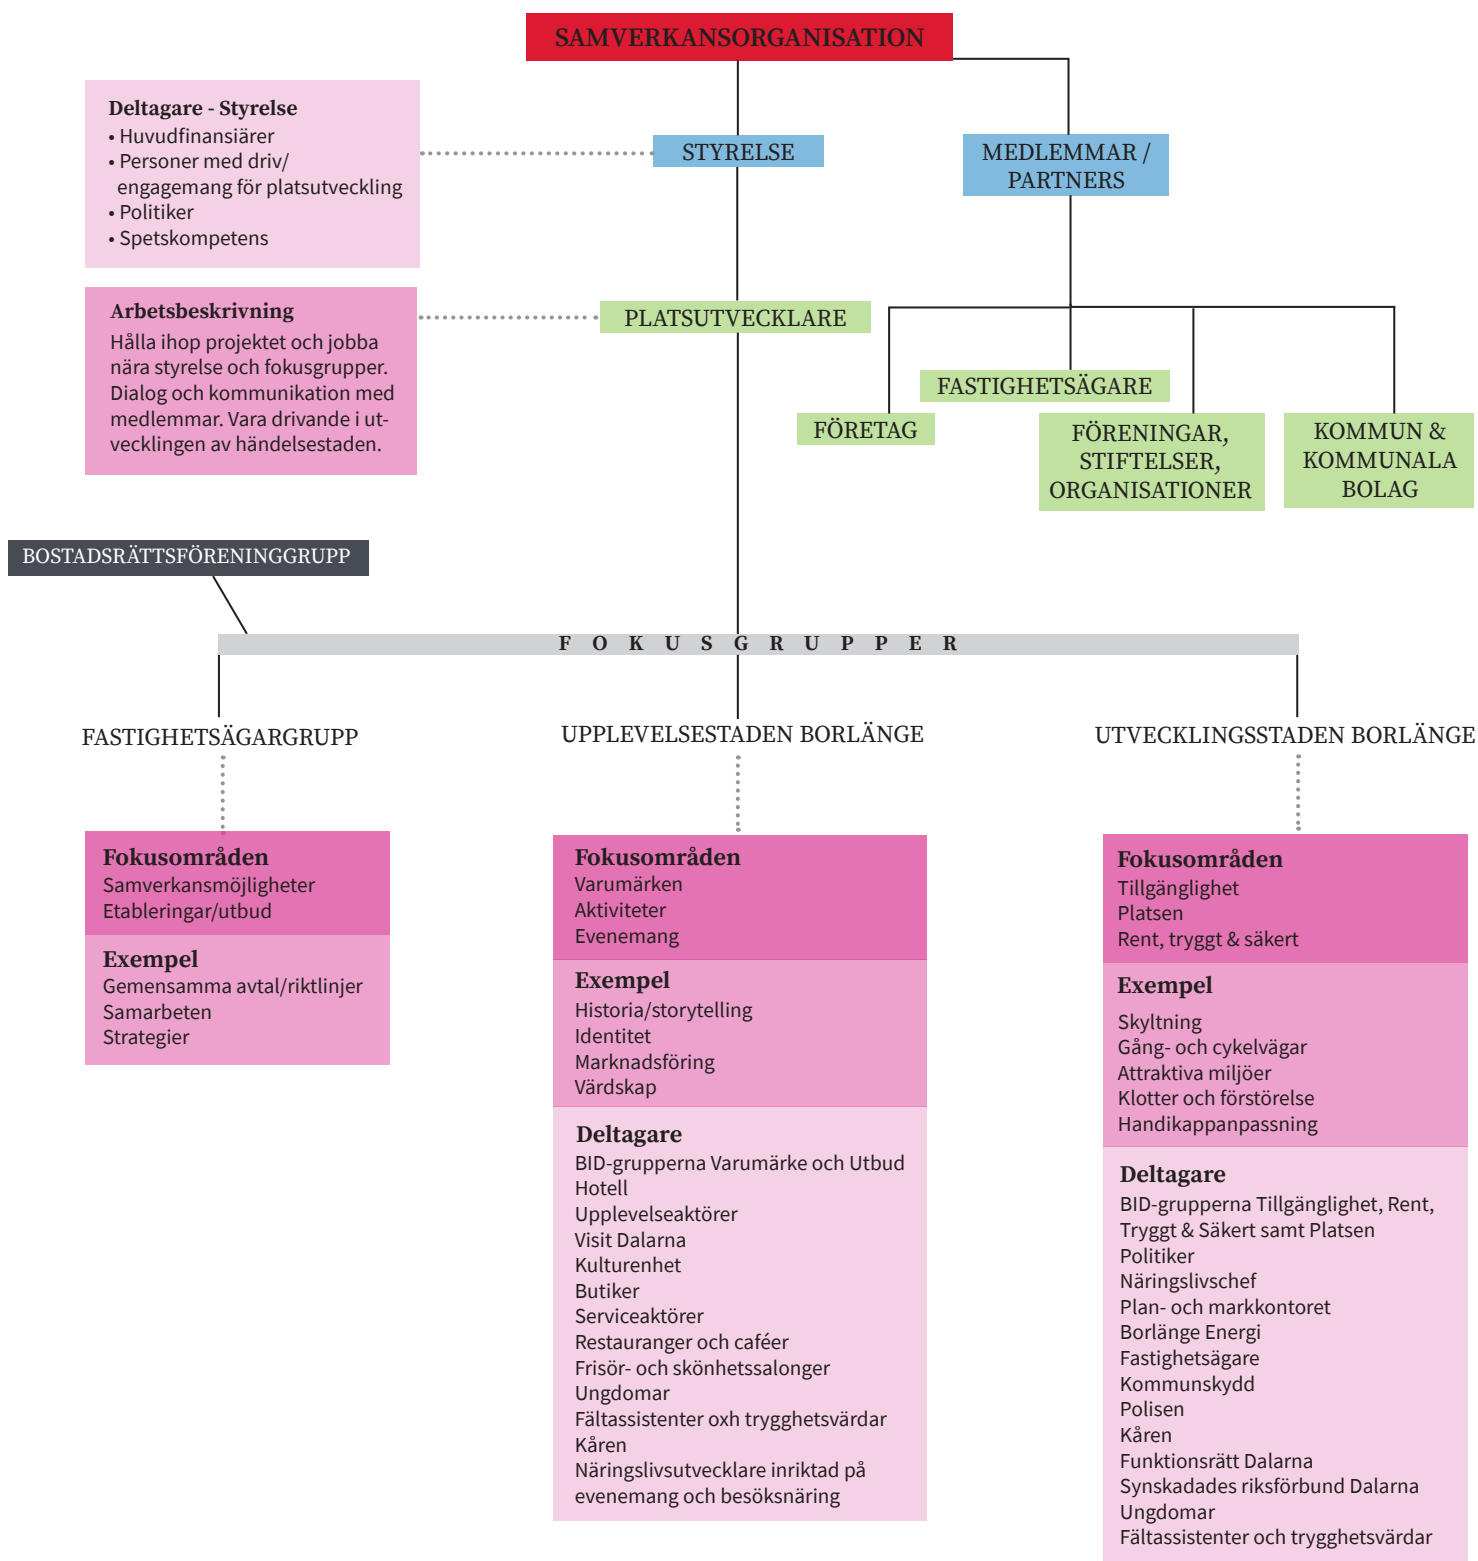 SAMVERKANSORGANISATION
Deltagare - Styrelse
• Huvudfinansiärer
• Personer med driv/
engagemang för platsutveckling
• Politiker
• Spetskompetens
STYRELSE
MEDLEMMAR /
PARTNERS
Arbetsbeskrivning
Hålla ihop projektet och jobba
nära styrelse och fokusgrupper.
Dialog och kommunikation med
medlemmar. Vara drivande i ut-
vecklingen av händelsestaden.
PLATSUTVECKLARE
FASTIGHETSÄGARE
FÖRETAG
FÖRENINGAR,
STIFTELSER,
ORGANISATIONER
KOMMUN &
KOMMUNALA
BOLAG
BOSTADSRÄTTSFÖRENINGGRUPP
FOKUSGRUPPER
FASTIGHETSÄGARGRUPP
Fokusområden
Samverkansmöjligheter
Etableringar/utbud
Exempel
Gemensamma avtal/riktlinjer
Samarbeten
Strategier
UPPLEVELSESTADEN BORLÄNGE
Fokusområden
Varumärken
Aktiviteter
Evenemang
Exempel
Historia/storytelling
Identitet
Marknadsföring
Värdskap
Deltagare
BID-grupperna Varumärke och Utbud
Hotell
Upplevelseaktörer
Visit Dalarna
Kulturenhet
Butiker
Serviceaktörer
Restauranger och caféer
Frisör- och skönhetssalonger
Ungdomar
Fältassistenter oxh trygghetsvärdar
Kåren
Näringslivsutvecklare inriktad på
evenemang och besöksnäring
UTVECKLINGSSTADEN BORLÄNGE
Fokusområden
Tillgänglighet
Platsen
Rent, tryggt & säkert
Exempel
Skyltning
Gång- och cykelvägar
Attraktiva miljöer
Klotter och förstörelse
Handikappanpassning
Deltagare
BID-grupperna Tillgänglighet, Rent,
Tryggt & Säkert samt Platsen
Politiker
Näringslivschef
Plan- och markkontoret
Borlänge Energi
Fastighetsägare
Kommunskydd
Polisen
Kåren
Funktionsrätt Dalarna
Synskadades riksförbund Dalarna
Ungdomar
Fältassistenter och trygghetsvärdar